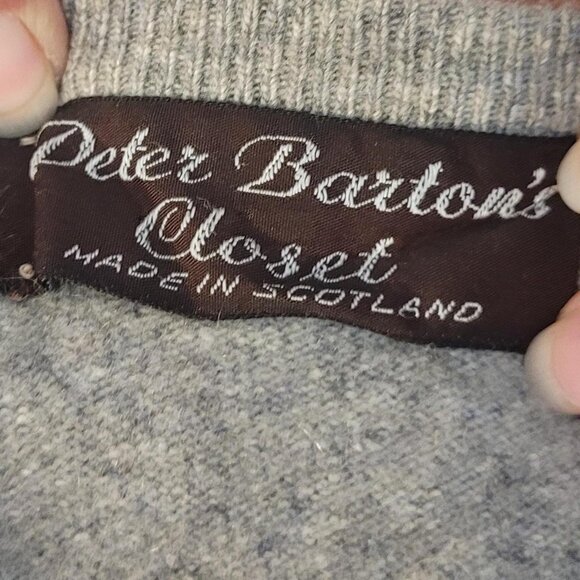 Peter Barton's
Closet
MADE IN SCOTLAND